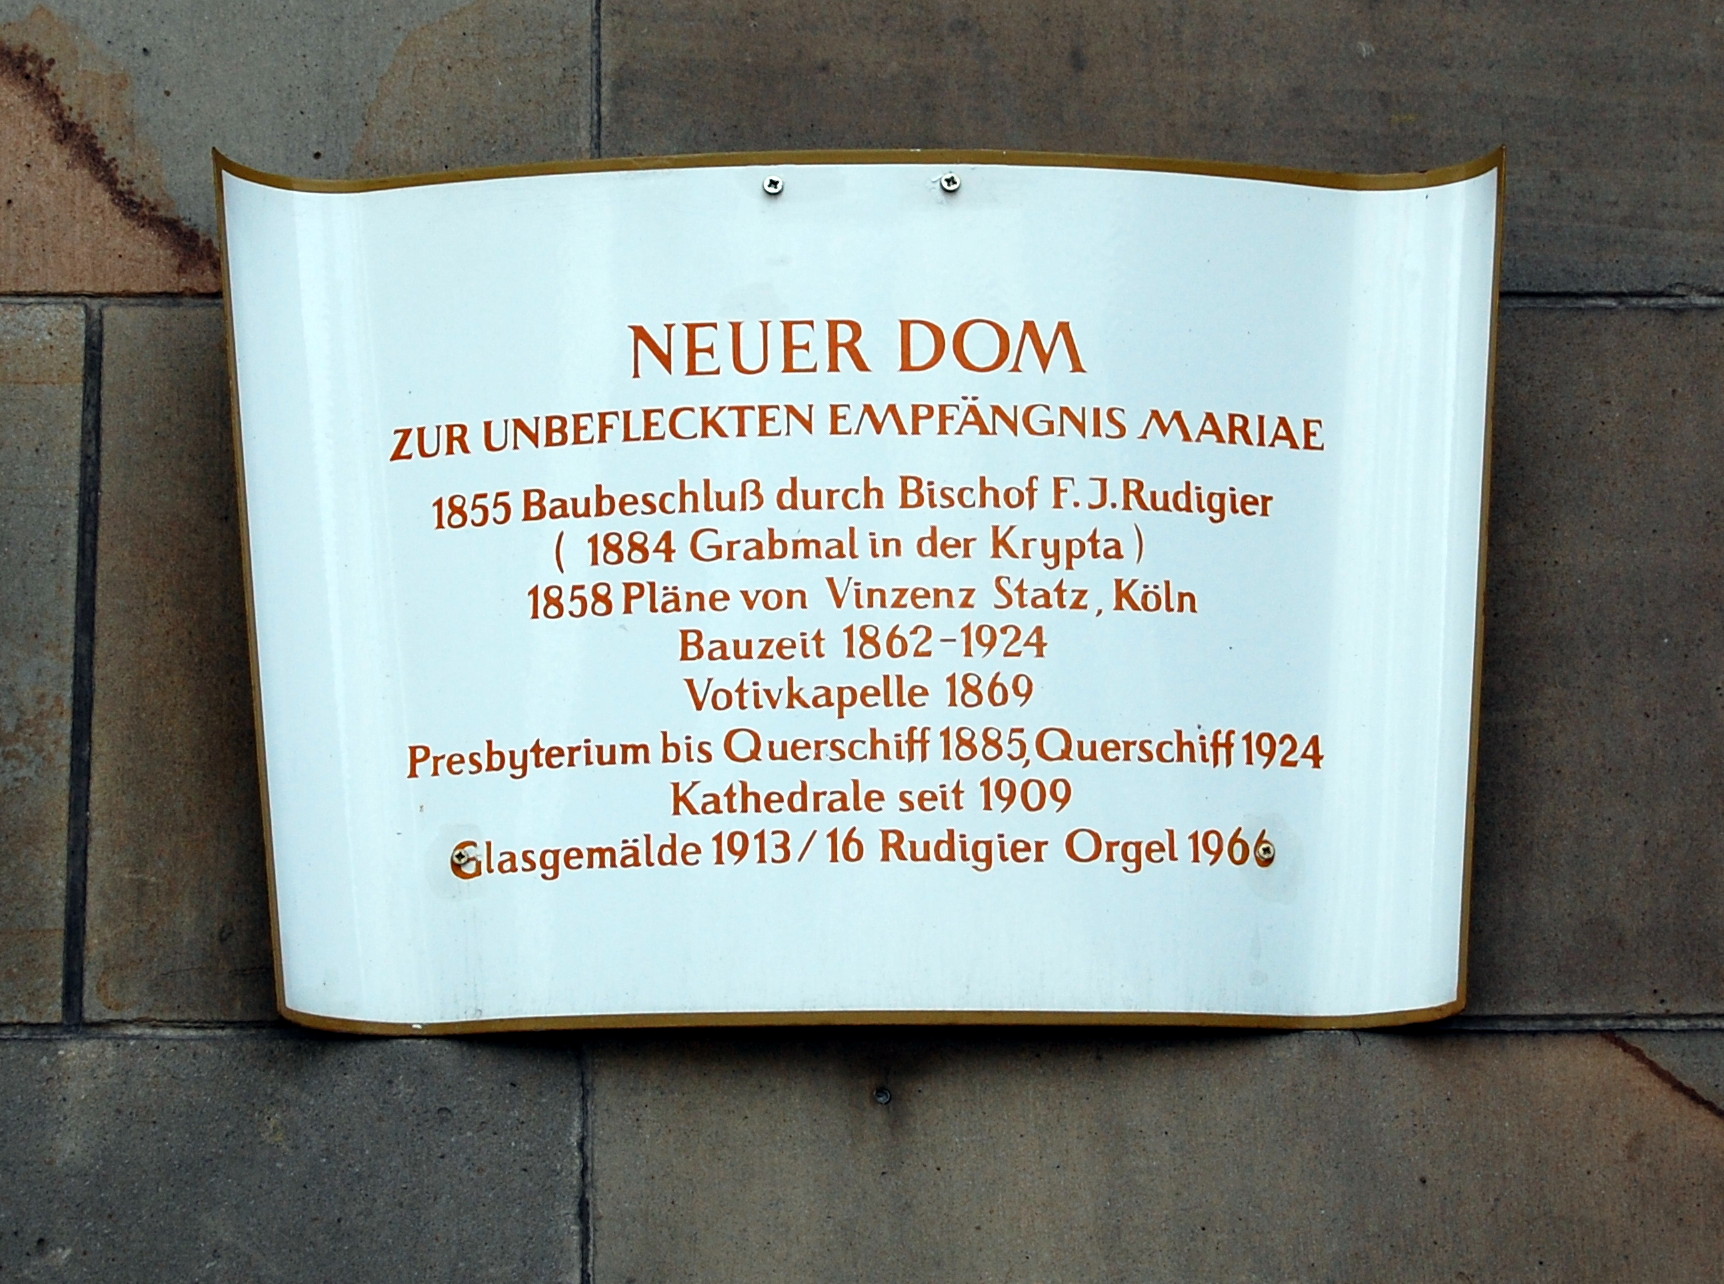 NEUER DOM
ZUR UNBEFLECKTEN EMPFÄNGNIS MARIAE
1855 Baubeschluß durch Bischof F. J. Rudigier
( 1884 Grabmal in der Krypta )
1858 Pläne von Vinzenz Statz, Köln
Bauzeit 1862-1924
Votivkapelle 1869
Presbyterium bis Querschiff 1885, Querschiff 1924
Kathedrale seit 1909
Glasgemälde 1913/16 Rudigier Orgel 1966